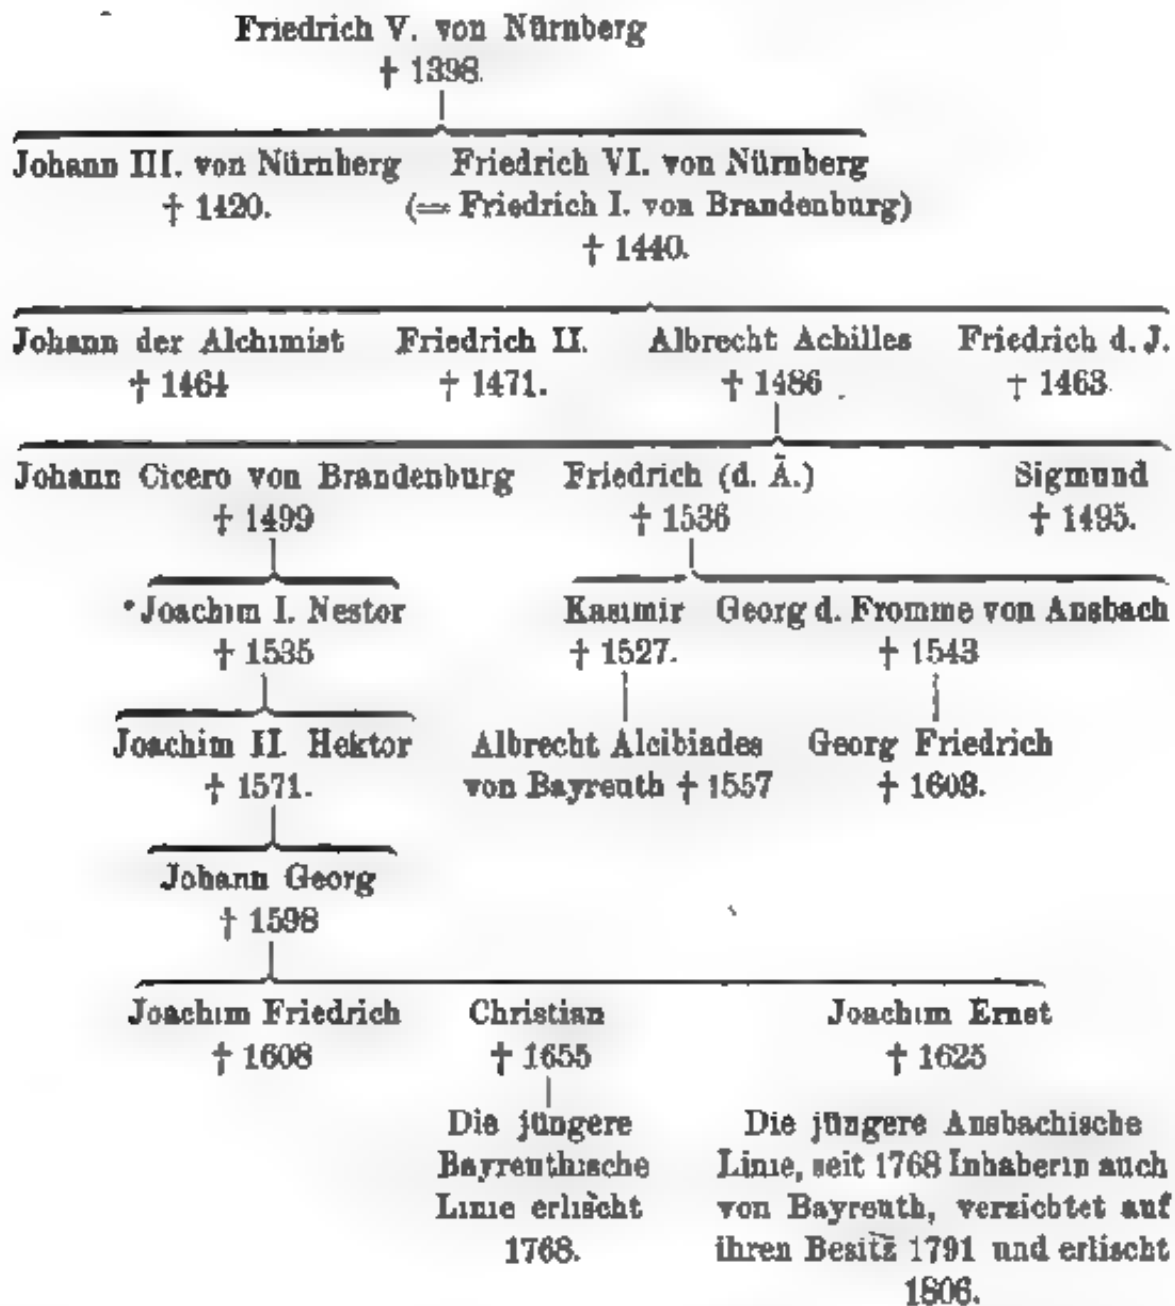 Friedrich V. von Nürnberg
† 1398.
Johann III. von Nürnberg Friedrich VI. von Nürnberg
† 1420. (= Friedrich I. von Brandenburg)
† 1440.
Johann der Alchimist Friedrich II. Albrecht Achilles Friedrich d. J.
† 1464 † 1471. † 1486 † 1463.
Johann Cicero von Brandenburg Friedrich (d. Ä.) Sigmund
† 1499 † 1536 † 1495.
Joachim I. Nestor Kasimir Georg d. Fromme von Ansbach
† 1535 † 1527. † 1543
Joachim II. Hektor Albrecht Alcibiades Georg Friedrich
† 1571. von Bayreuth † 1557 † 1603.
Johann Georg
† 1598
Joachim Friedrich Christian Joachim Ernst
† 1608 † 1655 † 1625
Die jüngere Die jüngere Ansbachische
Bayreuthische Linie, seit 1768 Inhaberin auch
Linie erlischt von Bayreuth, verzichtet auf
1768. ihren Besitz 1791 und erlischt
1806.